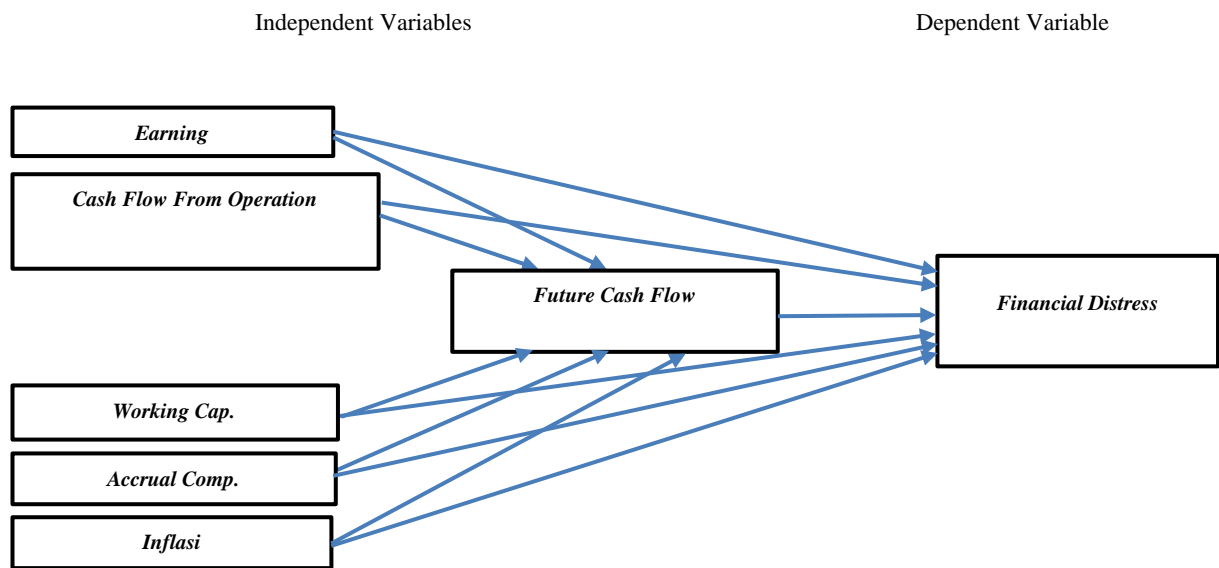 Independent Variables
Dependent Variable
Earning
Cash Flow From Operation
Future Cash Flow
Financial Distress
Working Cap.
Accrual Comp.
Inflasi